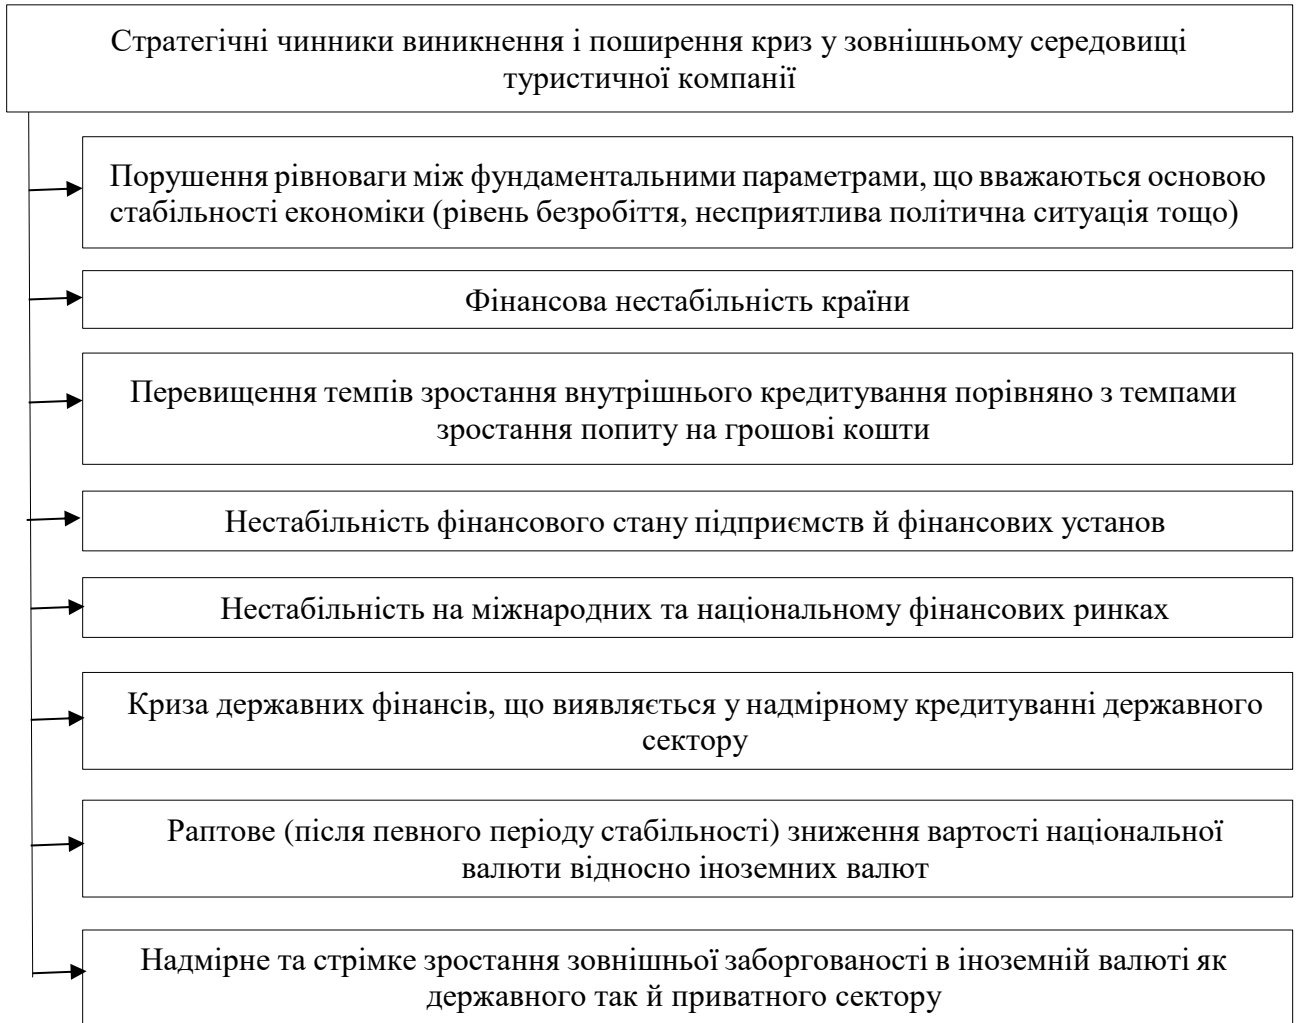 Стратегічні чинники виникнення і поширення криз у зовнішньому середовищі
туристичної компанії
Порушення рівноваги між фундаментальними параметрами, що вважаються основою
стабільності економіки (рівень безробіття, несприятлива політична ситуація тощо)
Фінансова нестабільність країни
Перевищення темпів зростання внутрішнього кредитування порівняно з темпами
зростання попиту на грошові кошти
Нестабільність фінансового стану підприємств й фінансових установ
Нестабільність на міжнародних та національному фінансових ринках
Криза державних фінансів, що виявляється у надмірному кредитуванні державного
сектору
Раптове (після певного періоду стабільності) зниження вартості національної
валюти відносно іноземних валют
Надмірне та стрімке зростання зовнішньої заборгованості в іноземній валюті як
державного так й приватного сектору